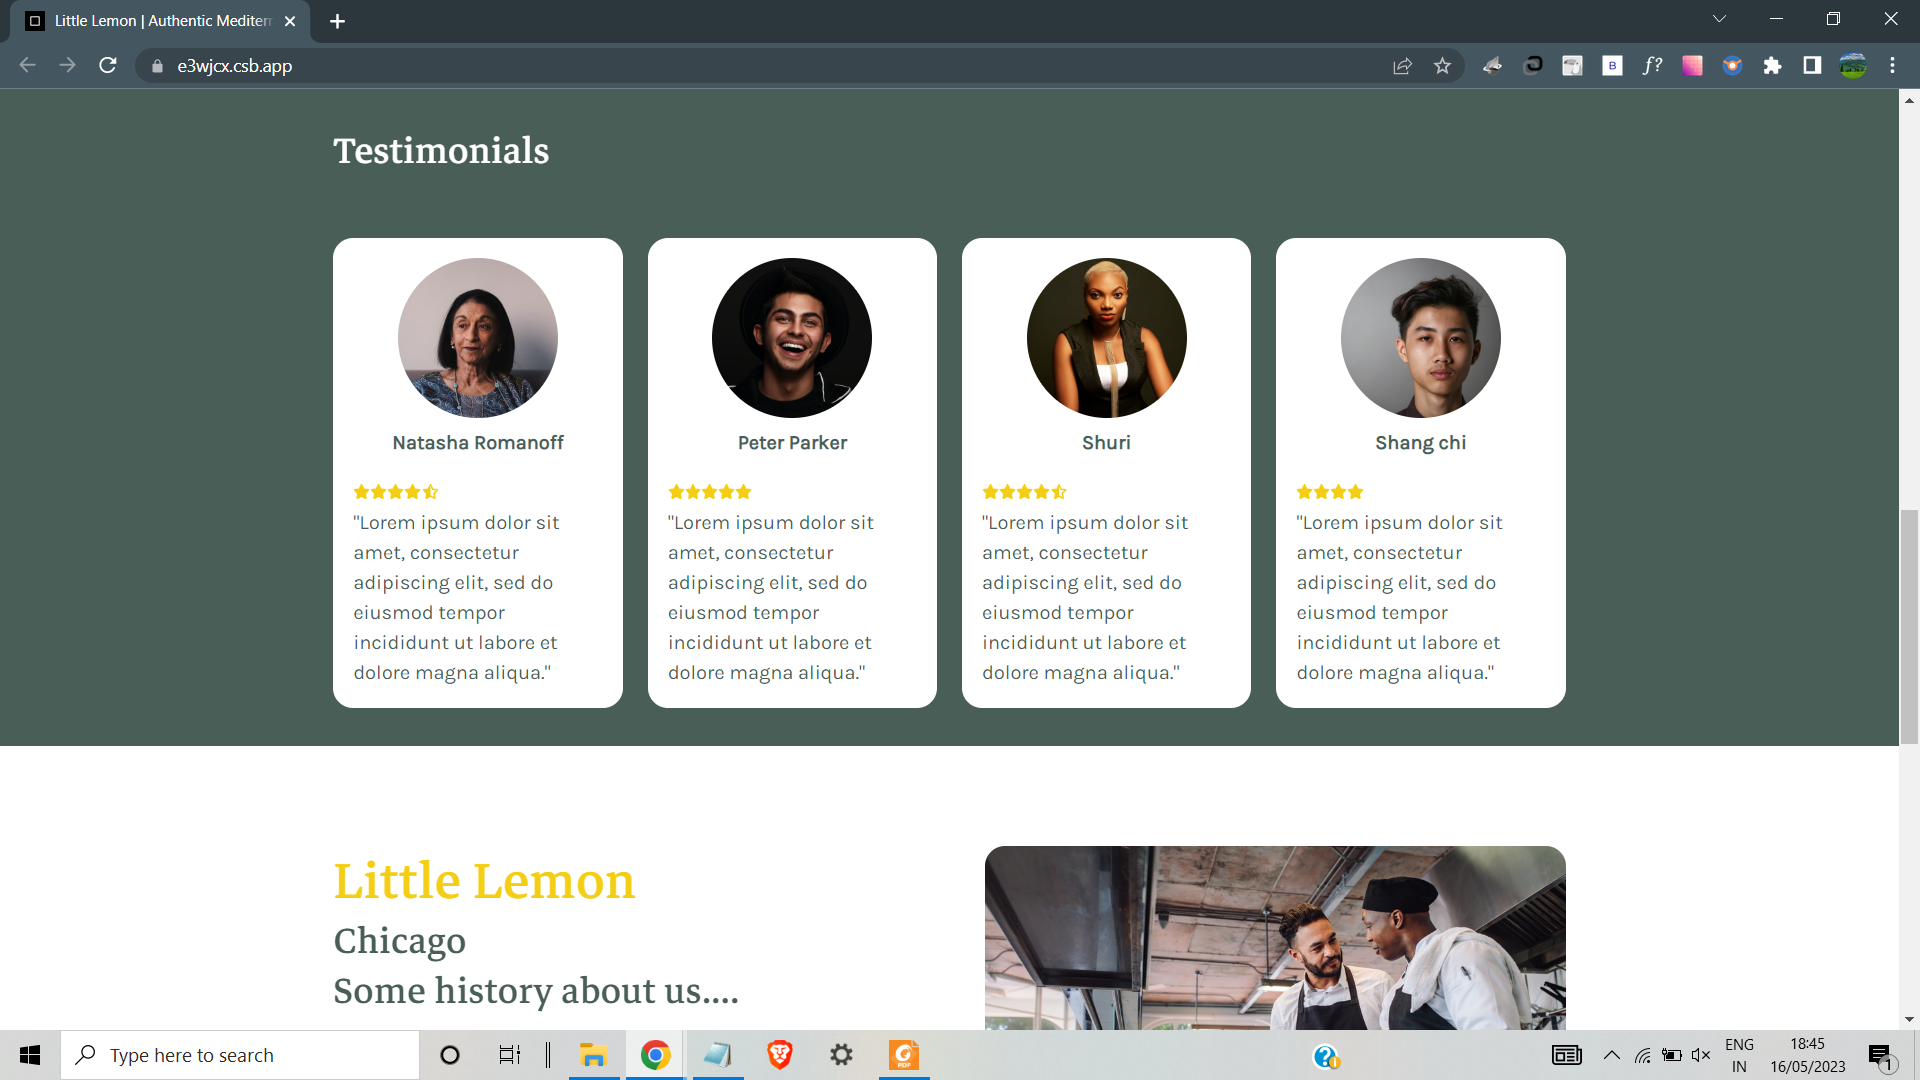 Little Lemon | Authentic Mediterr
e3wjcx.csb.app
B
f?
Testimonials
Natasha Romanoff
"Lorem ipsum dolor sit
amet, consectetur
adipiscing elit, sed do
eiusmod tempor
incididunt ut labore et
dolore magna aliqua."
Peter Parker
"Lorem ipsum dolor sit
amet, consectetur
adipiscing elit, sed do
eiusmod tempor
incididunt ut labore et
dolore magna aliqua."
Shuri
"Lorem ipsum dolor sit
amet, consectetur
adipiscing elit, sed do
eiusmod tempor
incididunt ut labore et
dolore magna aliqua."
Shang chi
"Lorem ipsum dolor sit
amet, consectetur
adipiscing elit, sed do
eiusmod tempor
incididunt ut labore et
dolore magna aliqua."
Little Lemon
Chicago
Some history about us....
Type here to search
PDF
ENG
IN
18:45
16/05/2023
1